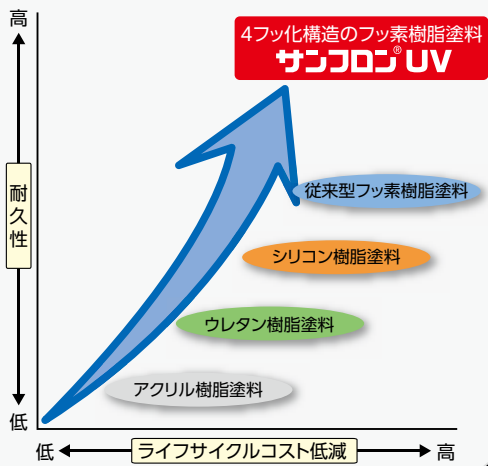 高
4フッ化構造のフッ素樹脂塗料
サンフロン® UV
耐久性
従来型フッ素樹脂塗料
シリコン樹脂塗料
ウレタン樹脂塗料
アクリル樹脂塗料
低
低
ライフサイクルコスト低減
高